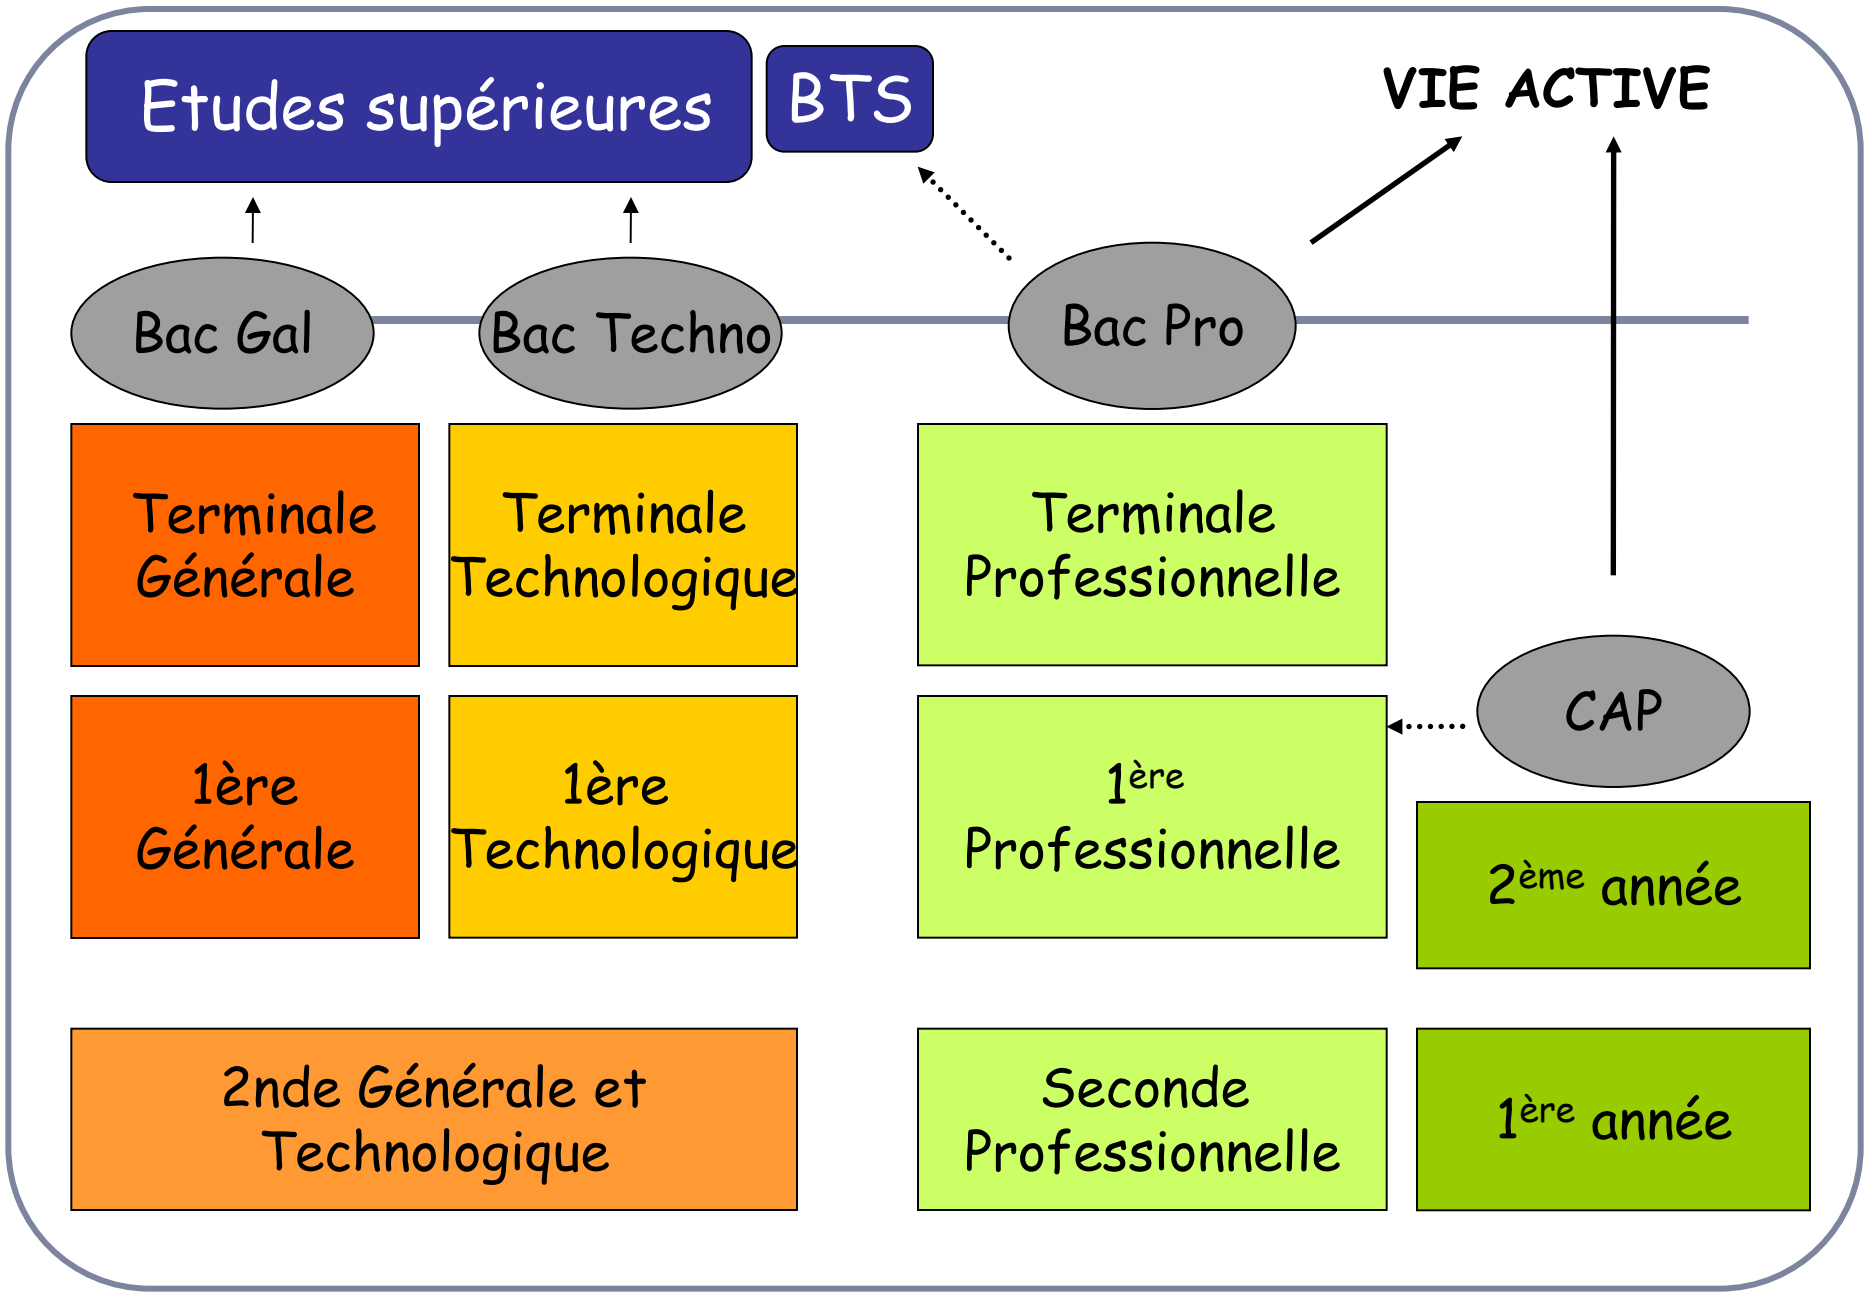 Etudes supérieures
BTS
VIE ACTIVE
Bac Gal
Bac Techno
Bac Pro
Terminale
Générale
Terminale
Technologique
Terminale
Professionnelle
CAP
1ère
Générale
1ère
Technologique
1ère
Professionnelle
2ème année
2nde Générale et
Technologique
Seconde
Professionnelle
1ère année